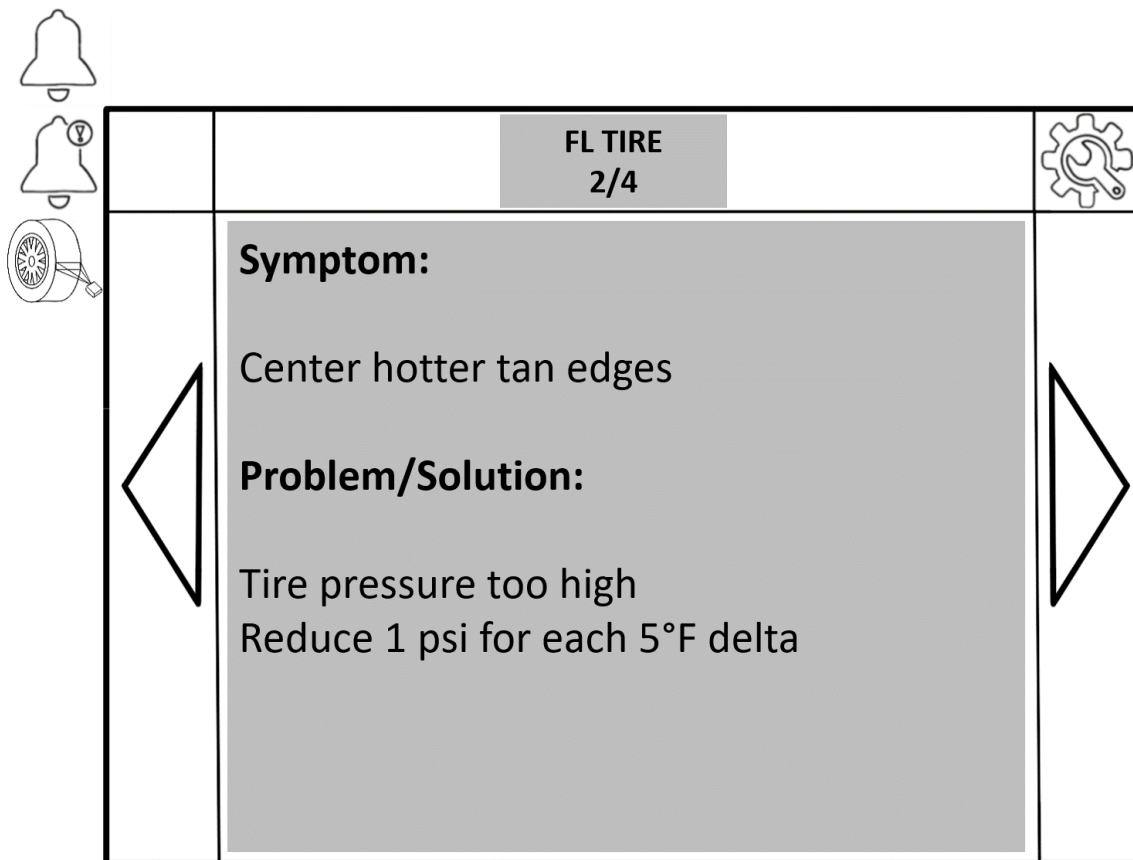 FL TIRE
2/4
Symptom:
Center hotter tan edges
Problem/Solution:
Tire pressure too high
Reduce 1 psi for each 5°F delta